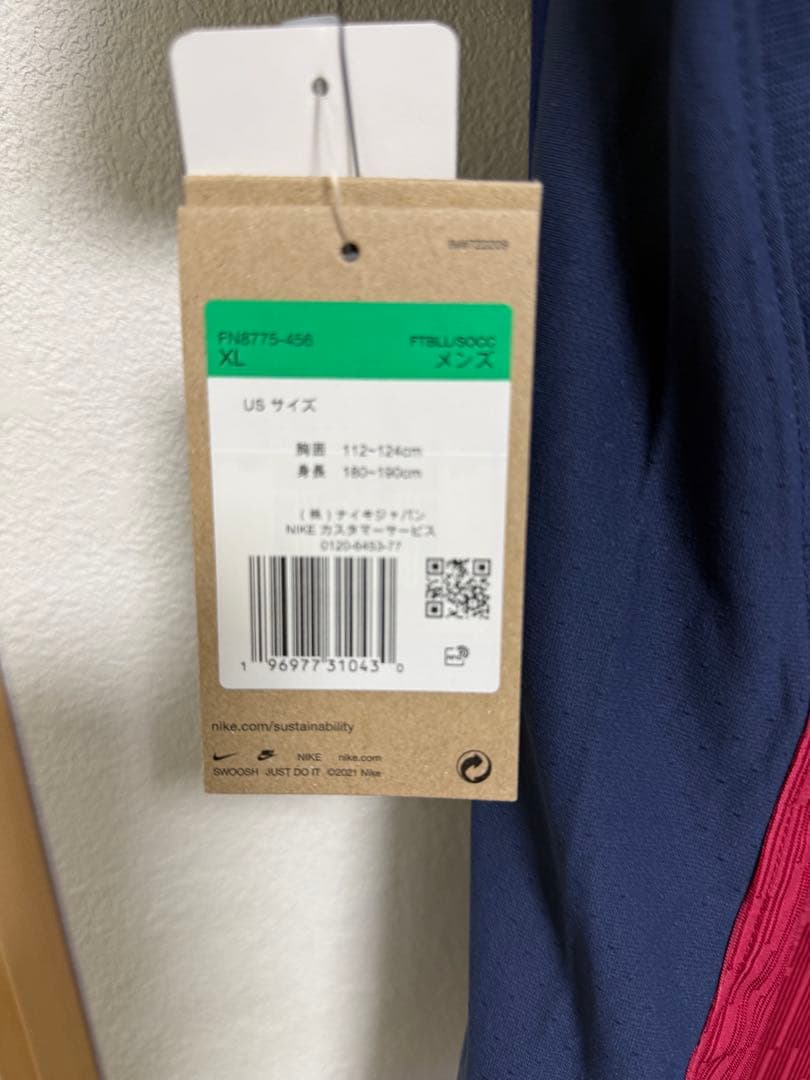 FN8775-456
FTBLL/SOCC
XL
メンズ
US サイズ
胸囲 112~124cm
身長 180~190cm
(株)ナイキジャパン
NIKE カスタマーサービス
0120-6453-77
1 96977 31043 0
nike.com/sustainability
NIKE nike.com
SWOOSH JUST DO IT ©2021 Nike